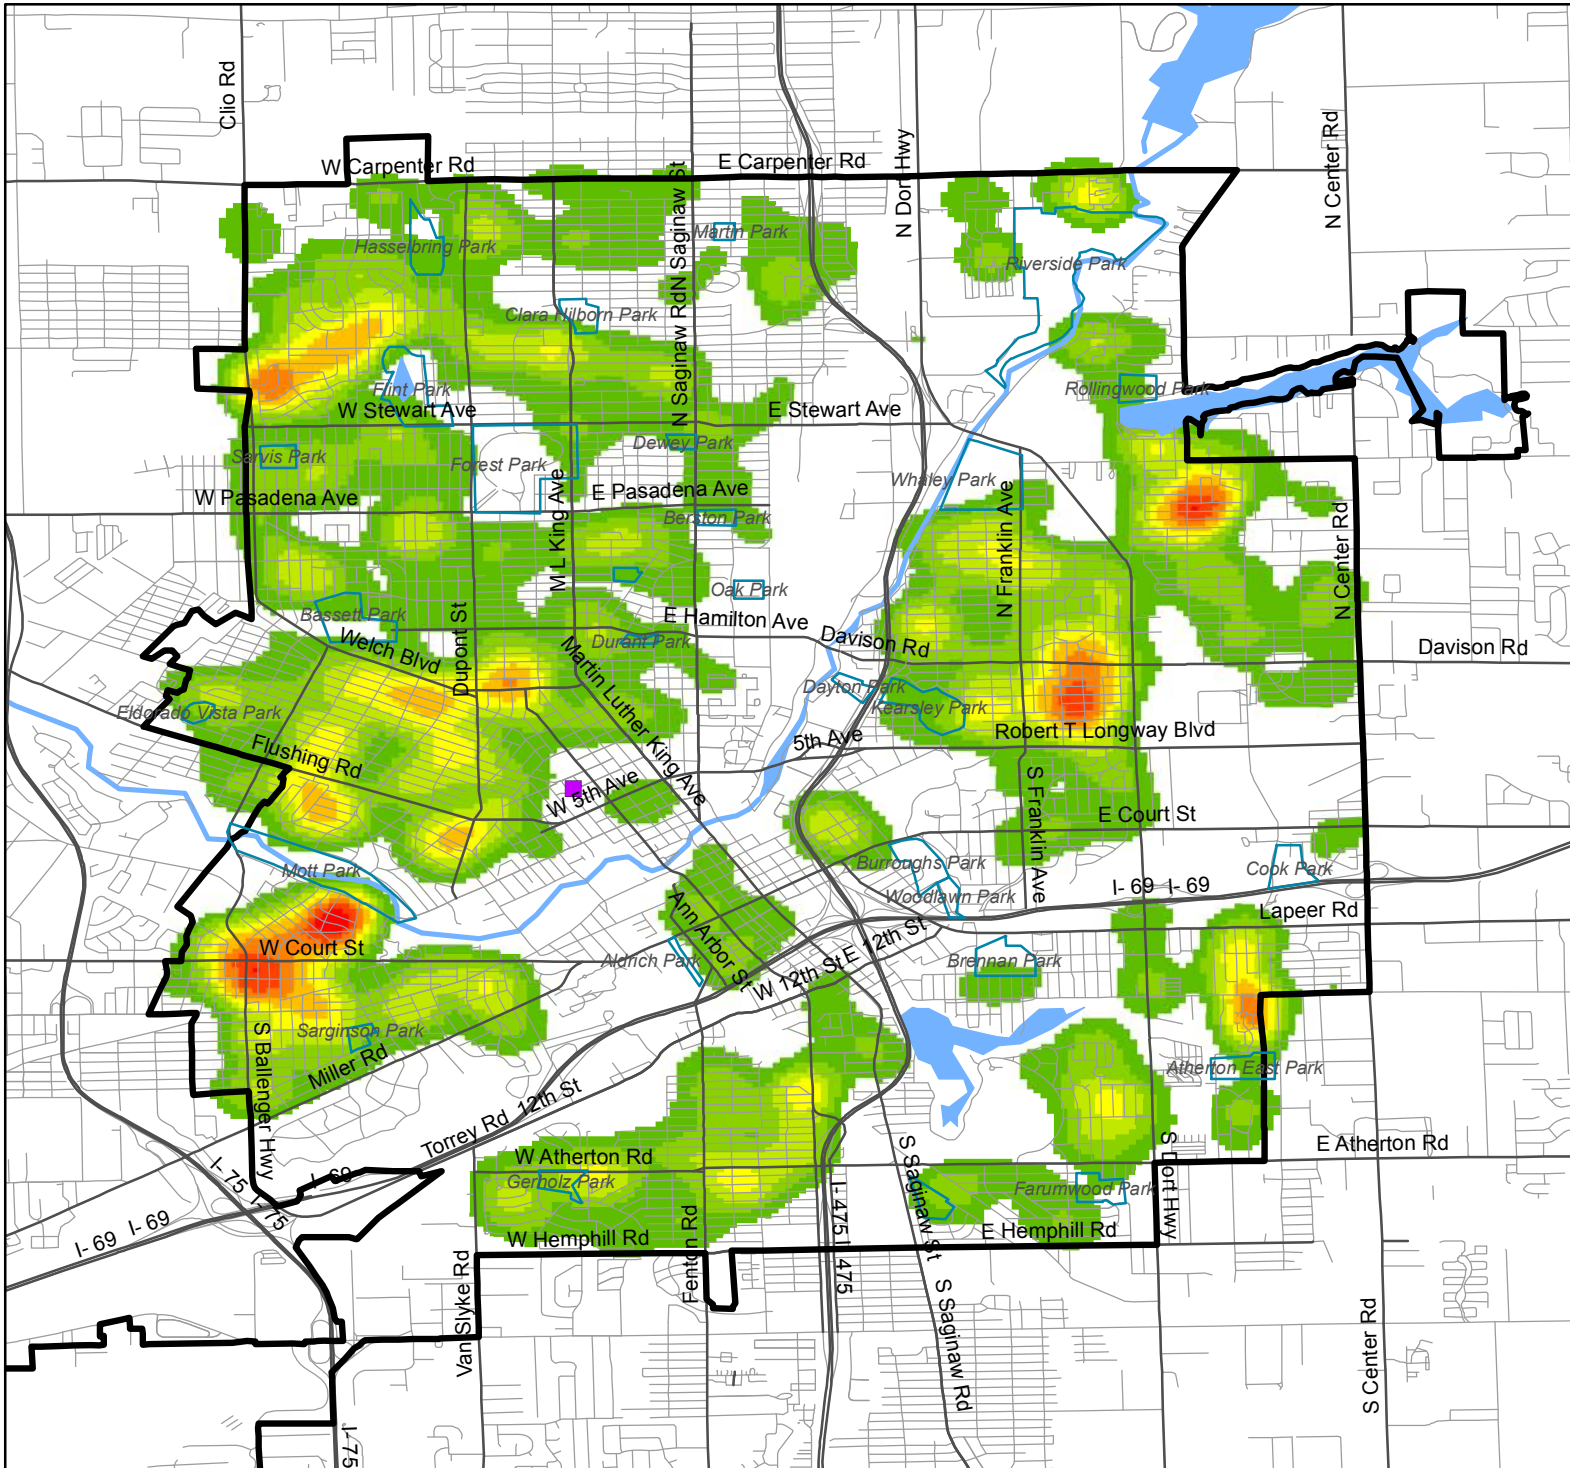 Clio Rd
W Carpenter Rd
E Carpenter Rd
N Dort Hwy
N Center Rd
N Saginaw St
Martin Park
Hasselbring Park
Riverside Park
Clara Hilborn Park
N Saginaw Rd
Flint Park
Rollingwood Park
W Stewart Ave
E Stewart Ave
Dewey Park
Sarvis Park
Forest Park
Whaley Park
W Pasadena Ave
E Pasadena Ave
Berston Park
M L King Ave
N Franklin Ave
N Center Rd
Oak Park
Bassett Park
E Hamilton Ave
Welch Blvd
Dupont St
Durant Park
Davison Rd
Davison Rd
Martin Luther King Ave
Dayton Park
Kearsley Park
Eldorado Vista Park
Robert T Longway Blvd
5th Ave
Flushing Rd
W 5th Ave
S Franklin Ave
E Court St
Mott Park
Burroughs Park
Cook Park
Woodlawn Park
I- 69
I- 69
Lapeer Rd
Ann Arbor St
W Court St
Aldrich Park
E 12th St
W 12th St
Brennan Park
Sarginson Park
Miller Rd
S Ballenger Hwy
Atherton East Park
12th St
Torrey Rd
W Atherton Rd
E Atherton Rd
S Saginaw St
S Dort Hwy
Gerholz Park
Farumwood Park
I- 75
I- 75
I- 69
I- 69
I- 69
I- 475
I- 475
W Hemphill Rd
E Hemphill Rd
Fenton Rd
Van Slyke Rd
S Saginaw Rd
S Center Rd
I- 75